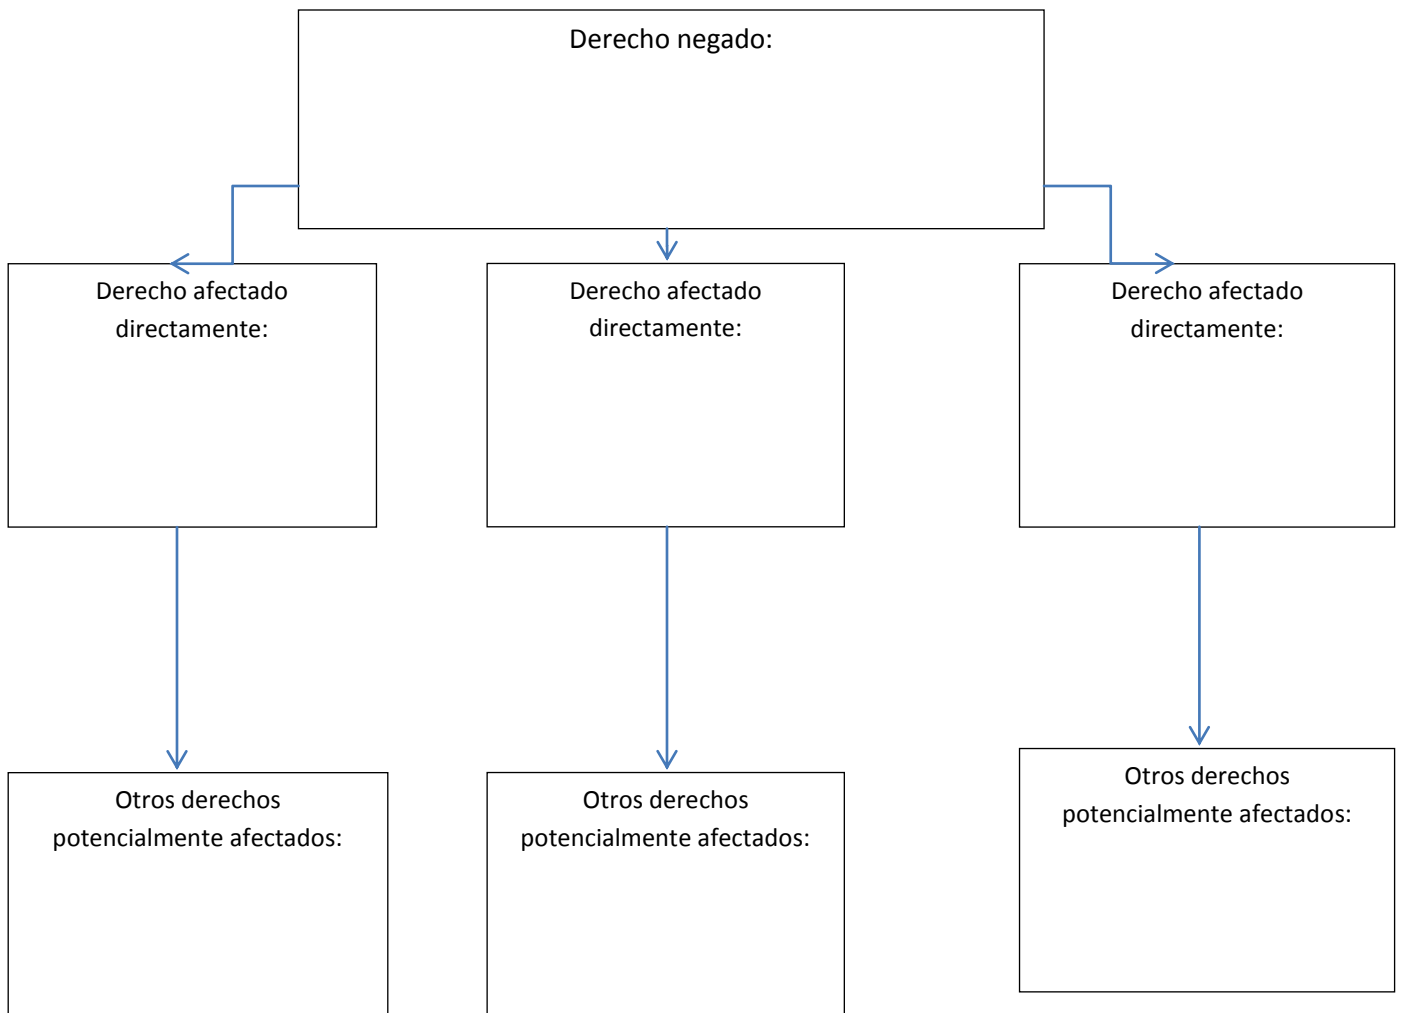 Derecho negado:
Derecho afectado
directamente:
Derecho afectado
directamente:
Derecho afectado
directamente:
Otros derechos
potencialmente afectados:
Otros derechos
potencialmente afectados:
Otros derechos
potencialmente afectados: